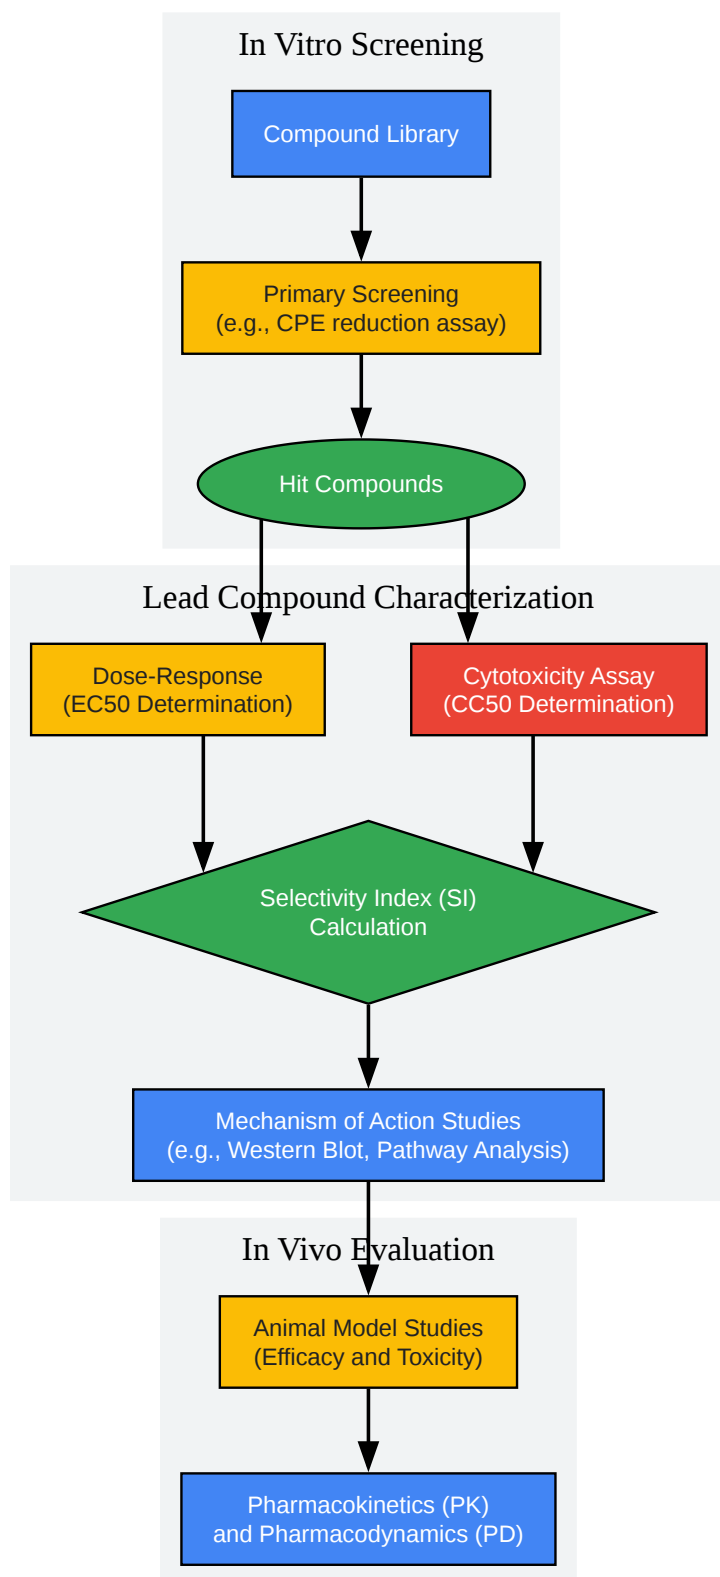 In Vitro Screening
Compound Library
Primary Screening
(e.g., CPE reduction assay)
Hit Compounds
Lead Compound Characterization
Dose-Response
(EC50 Determination)
Cytotoxicity Assay
(CC50 Determination)
Selectivity Index (SI)
Calculation
Mechanism of Action Studies
(e.g., Western Blot, Pathway Analysis)
In Vivo Evaluation
Animal Model Studies
(Efficacy and Toxicity)
Pharmacokinetics (PK)
and Pharmacodynamics (PD)